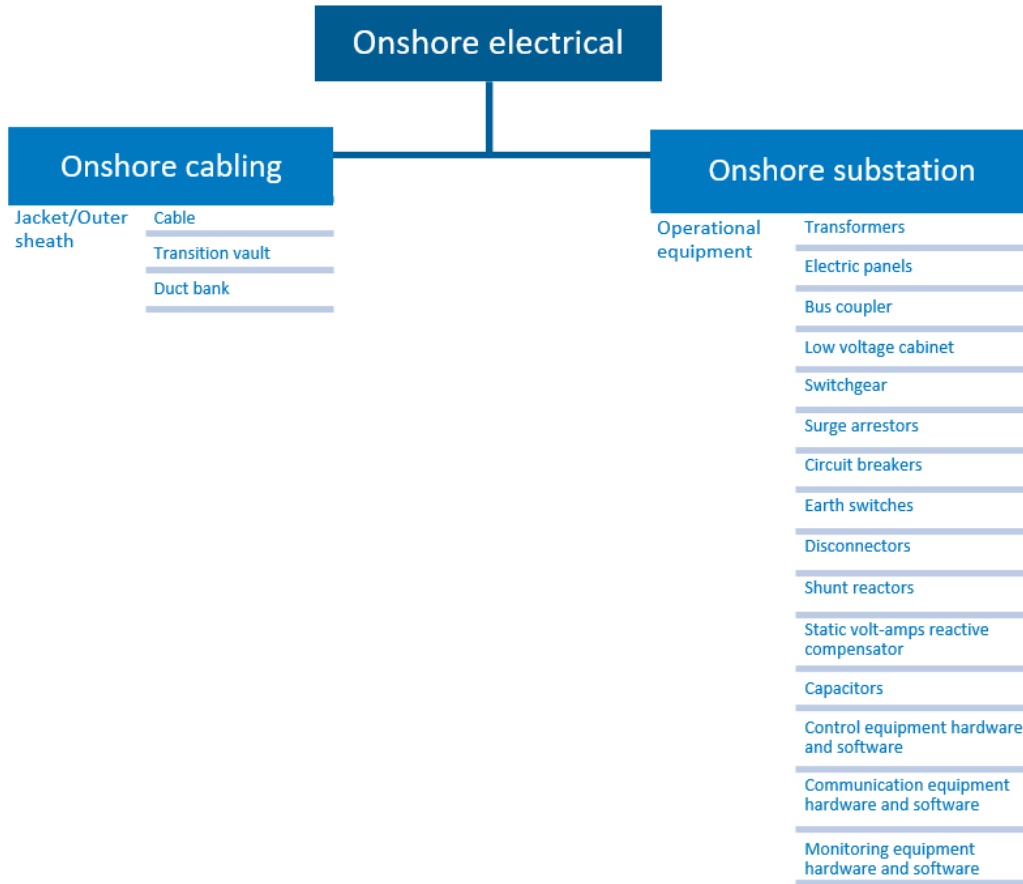 Onshore electrical
Onshore cabling
Jacket/Outer
sheath
Cable
Transition vault
Duct bank
Onshore substation
Operational
equipment
Transformers
Electric panels
Bus coupler
Low voltage cabinet
Switchgear
Surge arrestors
Circuit breakers
Earth switches
Disconnectors
Shunt reactors
Static volt-amps reactive
compensator
Capacitors
Control equipment hardware
and software
Communication equipment
hardware and software
Monitoring equipment
hardware and software